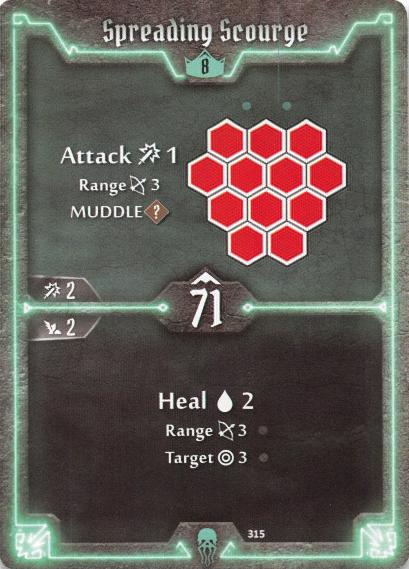 Spreading Scourge
8
Attack 1
Range 3
MUDDLE ?
2
71
2
Heal 2
Range 3
Target 3
315